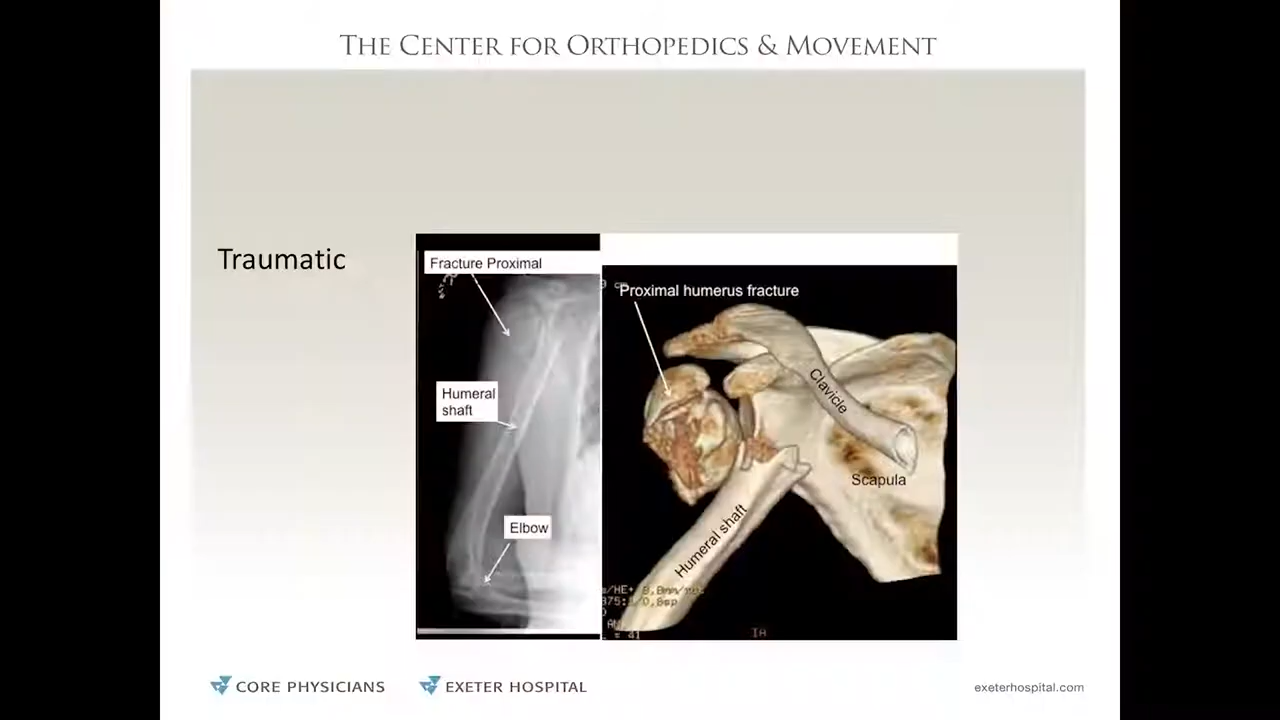 THE CENTER FOR ORTHOPEDICS & MOVEMENT
Traumatic
Fracture Proximal
Humeral
shaft
Elbow
Proximal humerus fracture
Clavicle
Scapula
Humeral shaft
IA
CORE PHYSICIANS
EXETER HOSPITAL
exeterhospital.com